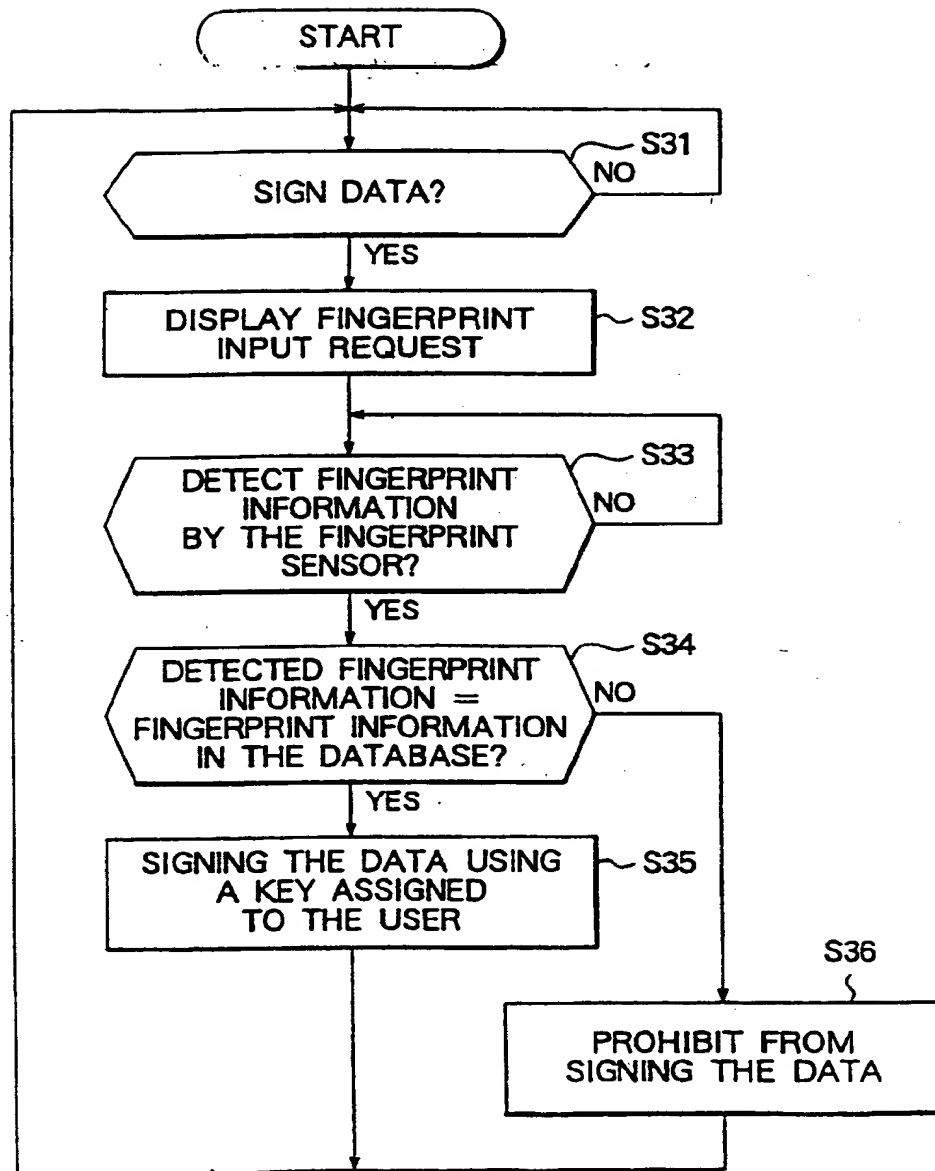 START
S31
NO
SIGN DATA?
YES
DISPLAY FINGERPRINT
INPUT REQUEST
S32
S33
DETECT FINGERPRINT
INFORMATION
BY THE FINGERPRINT
SENSOR?
NO
YES
S34
DETECTED FINGERPRINT
INFORMATION =
FINGERPRINT INFORMATION
IN THE DATABASE?
NO
YES
SIGNING THE DATA USING
A KEY ASSIGNED
TO THE USER
S35
S36
PROHIBIT FROM
SIGNING THE DATA